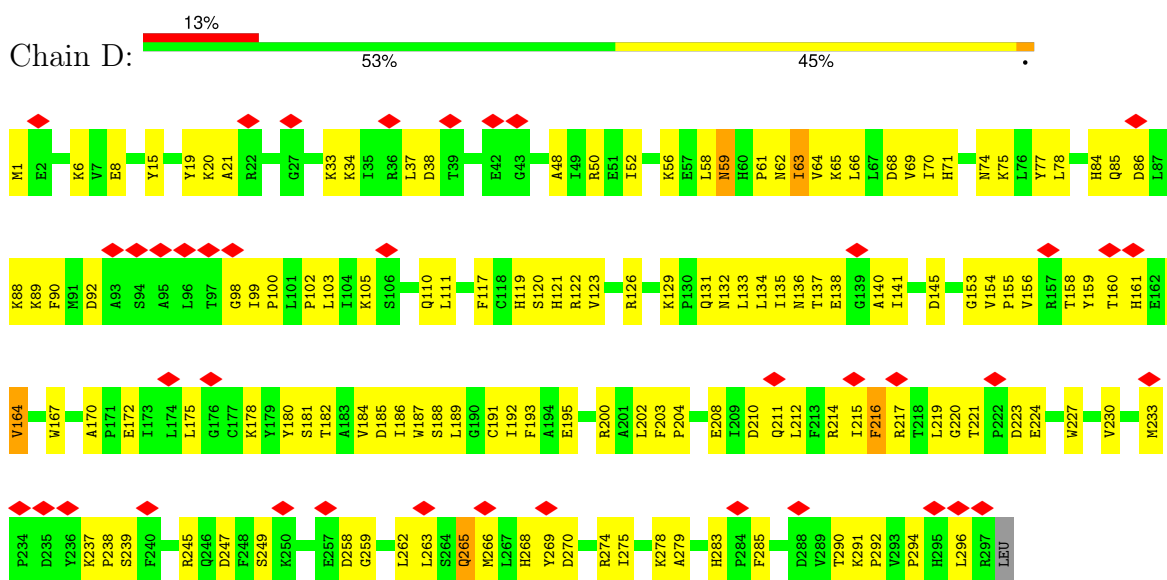 13%
Chain D:
53% 45% •
M1 E2 K6 V7 E8 Y15 Y19 K20 A21 R22 G27 K33 K34 I35 R36 L37 D38 T39 E42 G43 A48 I49 R50 E51 I52 K56 E57 L58 N59 H60 P61 N62 I63 V64 K65 L66 L67 D68 V69 I70 H71 N74 K75 L76 Y77 L78 H84 Q85 D86 L87
K88 K89 F90 M91 D92 A93 S94 A95 L96 T97 G98 I99 P100 L101 P102 L103 I104 K105 S106 Q110 L111 F117 C118 H119 S120 H121 R122 V123 R126 K129 P130 Q131 N132 L133 L134 I135 N136 T137 E138 G139 A140 I141 D145 G153 V154 P155 V156 R157 T158 Y159 T160 H161 E162
V164 W167 A170 P171 E172 I173 L174 L175 G176 C177 K178 Y179 Y180 S181 T182 A183 V184 D185 I186 W187 S188 L189 G190 C191 I192 F193 A194 E195 R200 A201 L202 F203 P204 E208 I209 D210 Q211 L212 F213 R214 I215 F216 R217 T218 L219 G220 T221 P222 D223 E224 W227 V230 M233
P234 D235 Y236 K237 P238 S239 F240 R245 Q246 D247 F248 S249 K250 E257 D258 G259 L262 L263 S264 Q265 M266 L267 H268 Y269 D270 R274 I275 K278 A279 H283 P284 F285 D288 V289 T290 K291 P292 V293 P294 H295 L296 R297 LEU